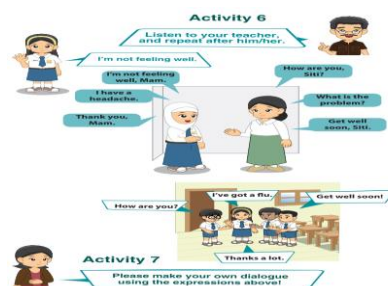 Activity 6
Listen to your teacher,
and repeat after him/her.
I'm not feeling well.
How are you,
Siti?
I'm not feeling
well, Mam.
I have a
headache.
What is the
problem?
Thank you,
Mam.
Get well
soon, Siti.
How are you?
I've got a flu.
Get well soon!
Thanks a lot.
Activity 7
Please make your own dialogue
using the expressions above!